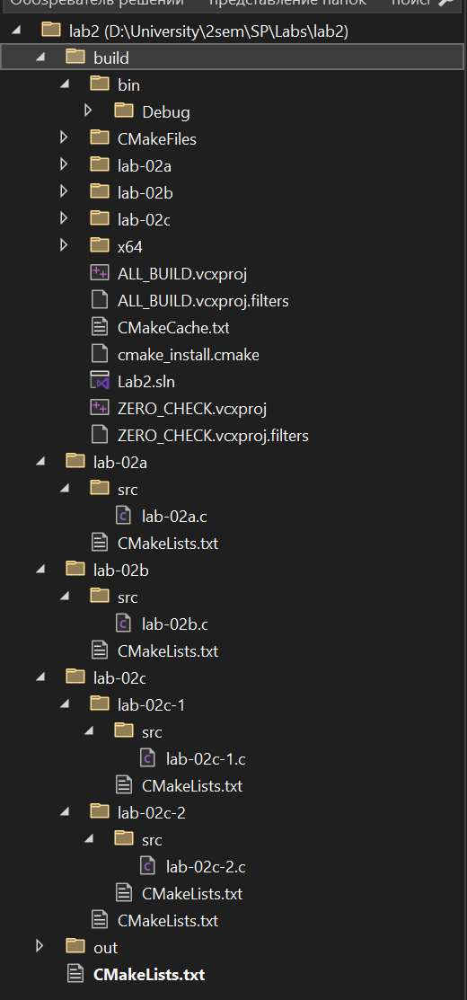 Обозреватель решений представление папок поиск
lab2 (D:\University\2sem\SP\Labs\lab2)
build
bin
Debug
CMakeFiles
lab-02a
lab-02b
lab-02c
x64
ALL_BUILD.vcxproj
ALL_BUILD.vcxproj.filters
CMakeCache.txt
cmake_install.cmake
Lab2.sln
ZERO_CHECK.vcxproj
ZERO_CHECK.vcxproj.filters
lab-02a
src
lab-02a.c
CMakeLists.txt
lab-02b
src
lab-02b.c
CMakeLists.txt
lab-02c
lab-02c-1
src
lab-02c-1.c
CMakeLists.txt
lab-02c-2
src
lab-02c-2.c
CMakeLists.txt
CMakeLists.txt
out
CMakeLists.txt